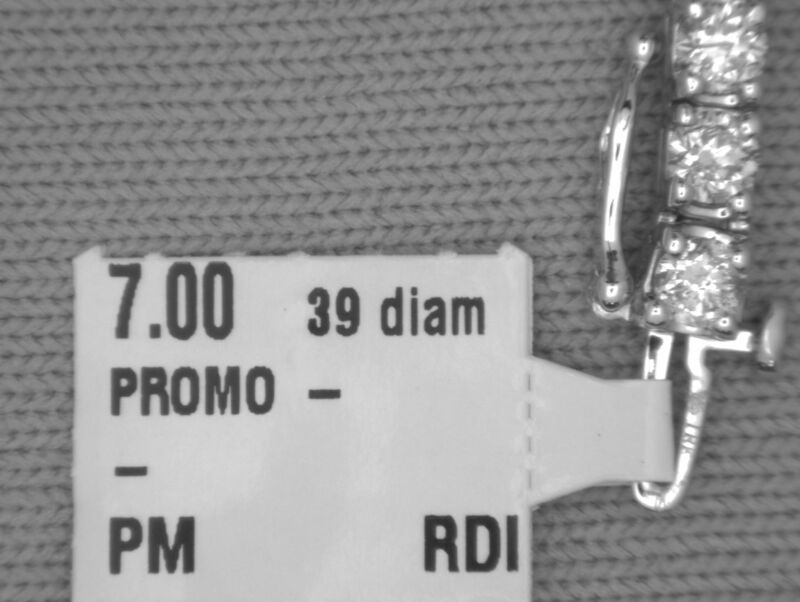 7.00 39 diam
PROMO –
–
PM RDI